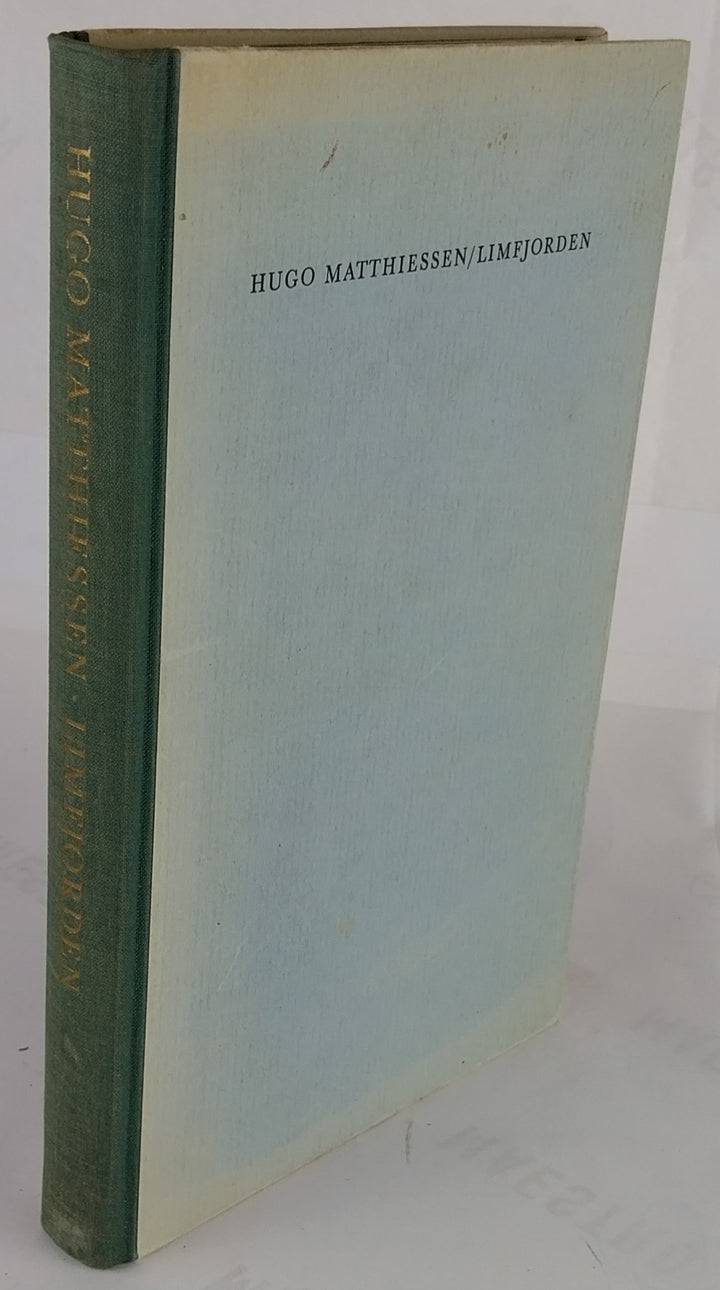 HUGO MATTHIESSEN · LIMFJORDEN
HUGO MATTHIESSEN/LIMFJORDEN